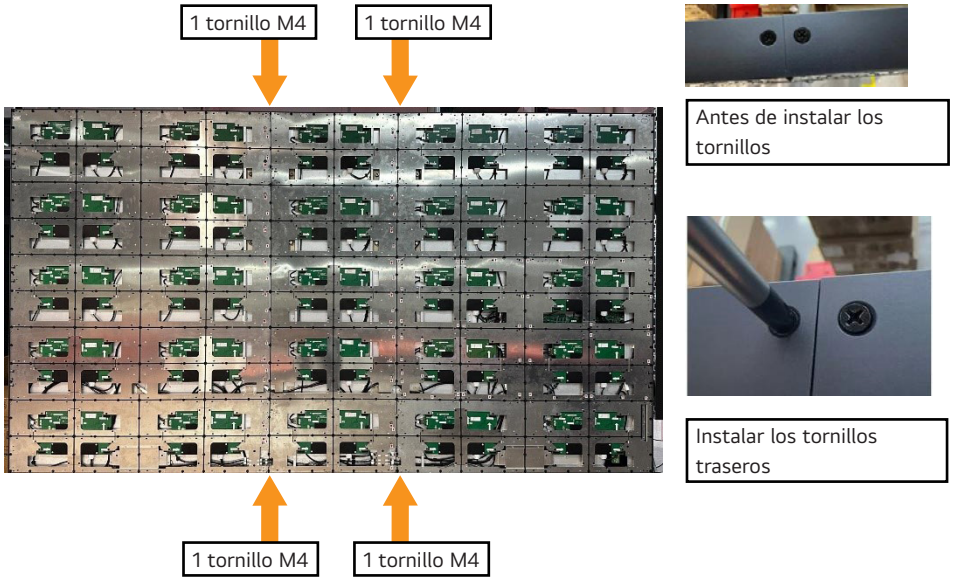 1 tornillo M4
1 tornillo M4
Antes de instalar los
tornillos
Instalar los tornillos
traseros
1 tornillo M4
1 tornillo M4